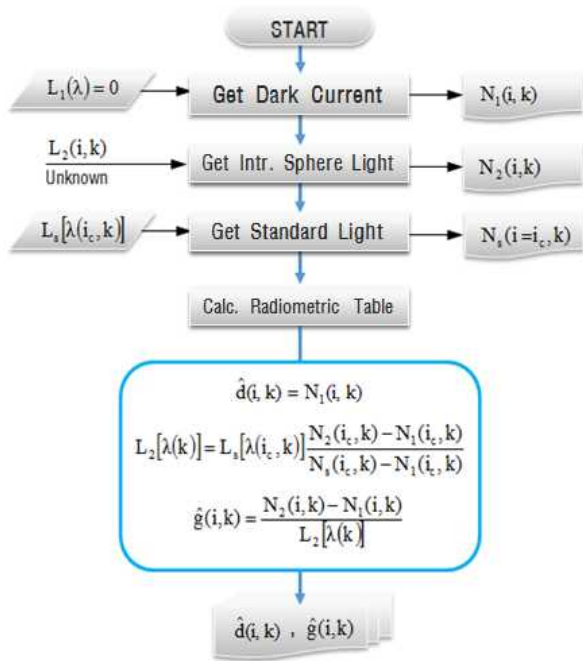 START
L₁(λ)=0
Get Dark Current
N₁(i, k)
L₂(i,k)
Unknown
Get Intr. Sphere Light
N₂(i,k)
Lₛ[λ(i꜀,k)]
Get Standard Light
Nₛ(i=i꜀,k)
Calc. Radiometric Table
d̂(i, k) = N₁(i, k)
L₂[λ(k)] = Lₛ[λ(i꜀,k)] N₂(i꜀,k) − N₁(i꜀,k) / Nₛ(i꜀,k) − N₁(i꜀,k)
ĝ(i,k) = N₂(i,k) − N₁(i,k) / L₂[λ(k)]
d̂(i, k) , ĝ(i,k)